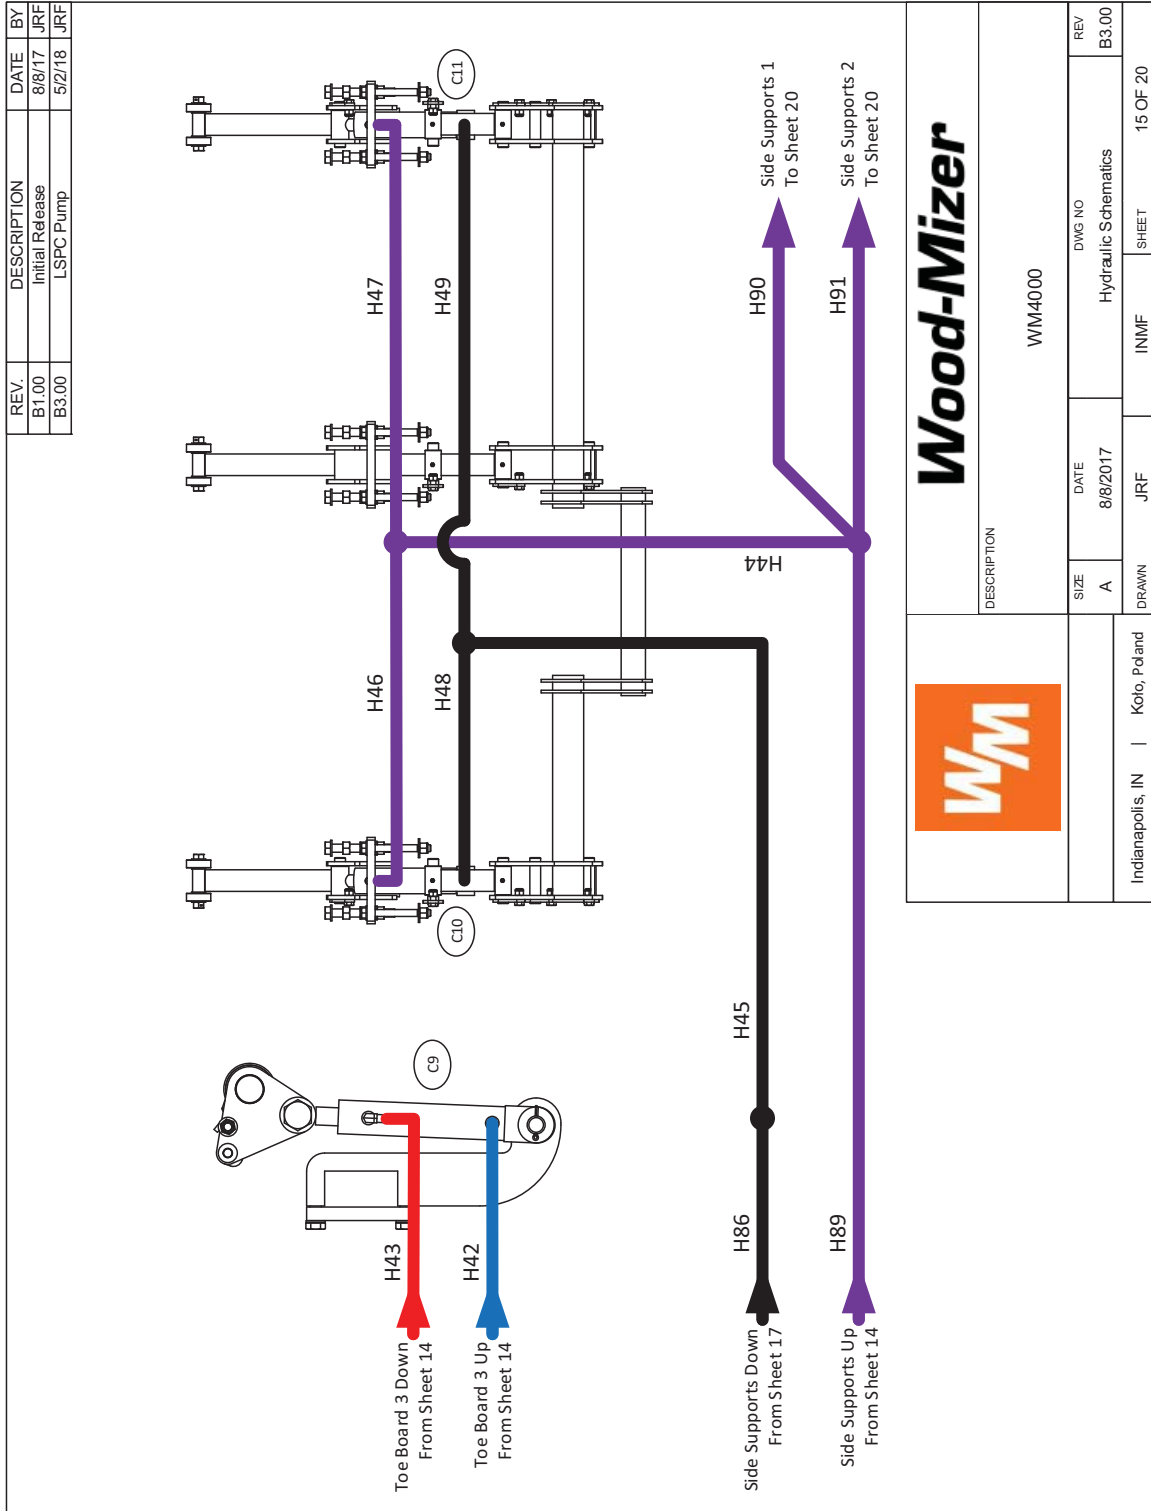 REV. DESCRIPTION DATE BY
B1.00 Initial Release 8/8/17 JRF
B3.00 LSPC Pump 5/2/18 JRF
C9
C10
C11
H43
H42
H46
H47
H48
H49
H44
H45
H86
H89
H90
H91
Toe Board 3 Down
From Sheet 14
Toe Board 3 Up
From Sheet 14
Side Supports Down
From Sheet 17
Side Supports Up
From Sheet 14
Side Supports 1
To Sheet 20
Side Supports 2
To Sheet 20
WM
Wood-Mizer
DESCRIPTION
WM4000
SIZE DATE DWG NO REV
A 8/8/2017 Hydraulic Schematics B3.00
Indianapolis, IN | Koło, Poland
DRAWN JRF INMF SHEET 15 OF 20